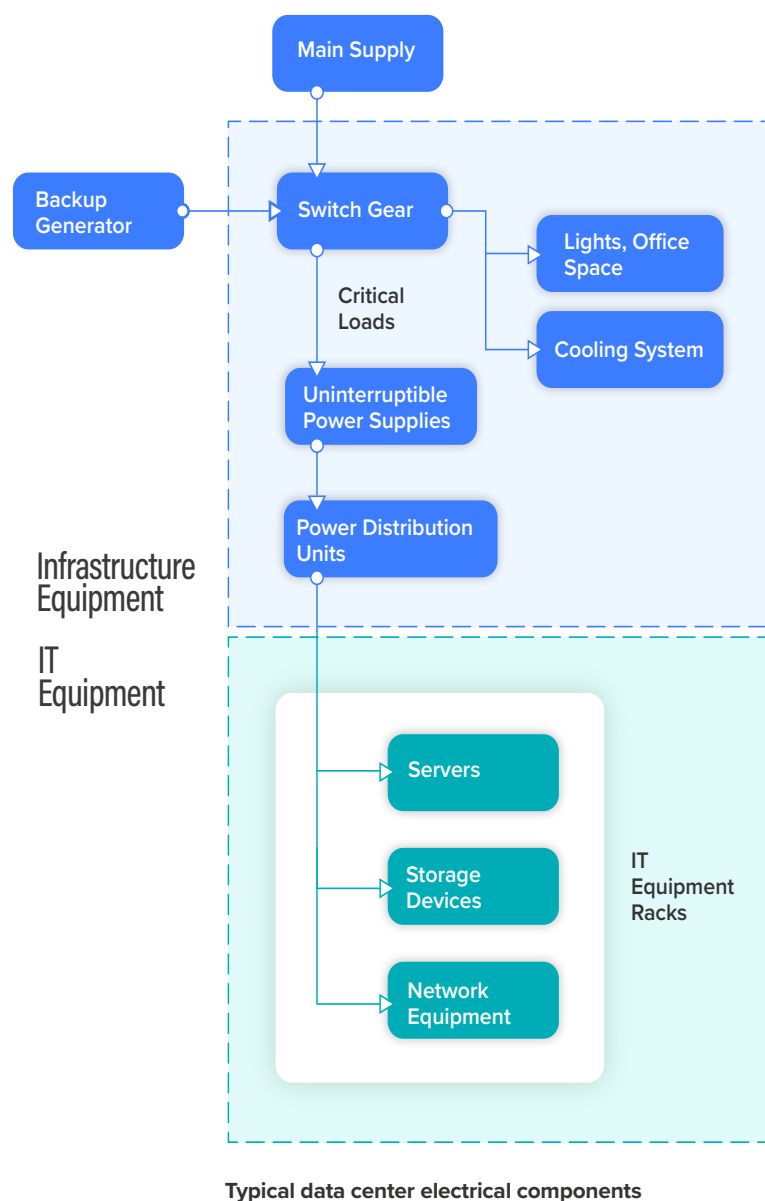 Main Supply
Backup
Generator
Switch Gear
Lights, Office
Space
Critical
Loads
Cooling System
Uninterruptible
Power Supplies
Power Distribution
Units
Infrastructure
Equipment
IT
Equipment
Servers
Storage
Devices
IT
Equipment
Racks
Network
Equipment
Typical data center electrical components